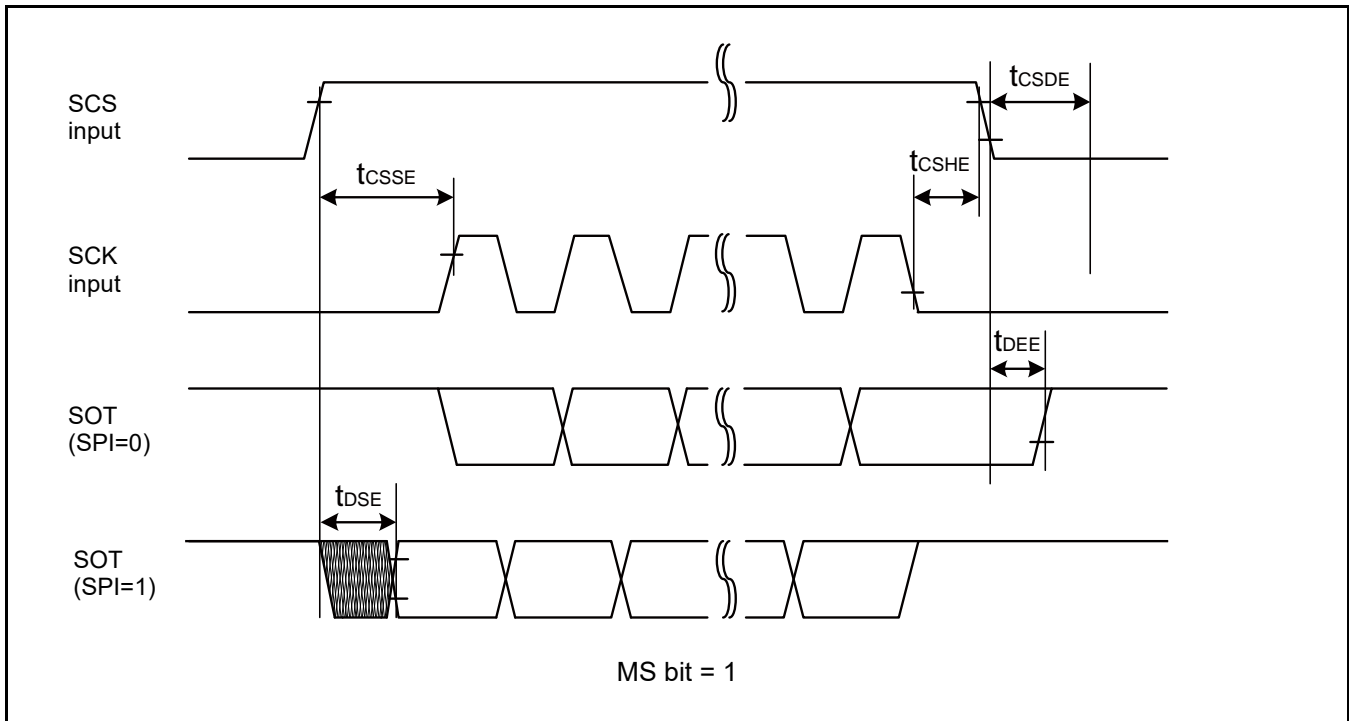 SCS
input
tCSDE
tCSHE
tCSSE
SCK
input
tDEE
SOT
(SPI=0)
tDSE
SOT
(SPI=1)
MS bit = 1